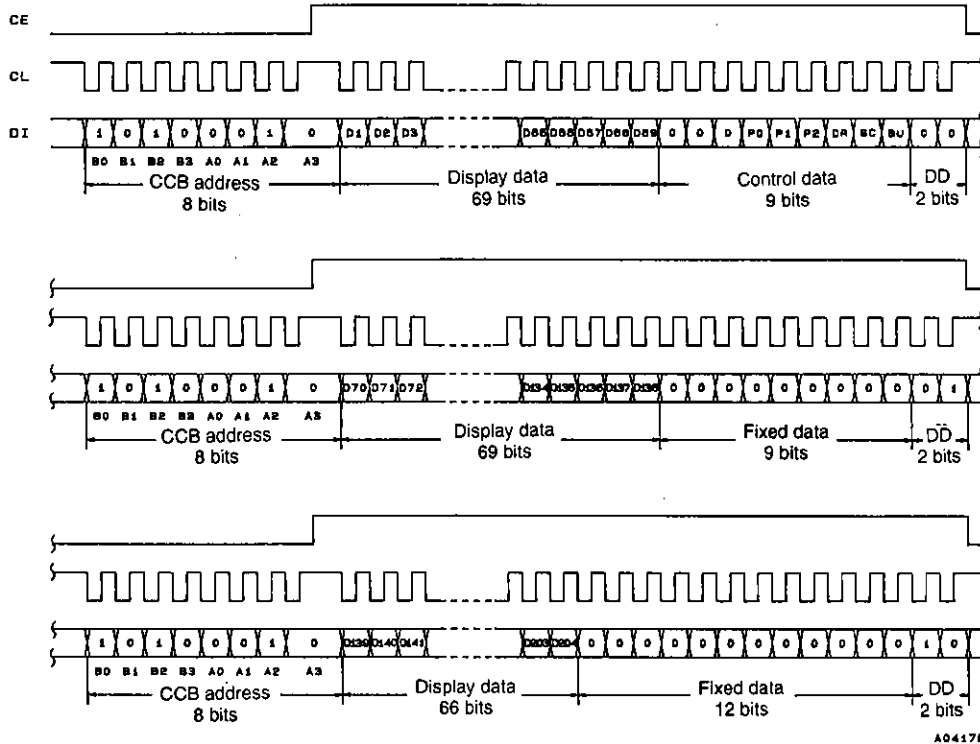 CE
CL
DI 1 0 1 0 0 0 1 0 D1 D2 D3 D65 D66 D67 D68 D69 0 0 0 P0 P1 P2 DR SC BU 0 0
B0 B1 B2 B3 A0 A1 A2 A3
CCB address Display data Control data DD
8 bits 69 bits 9 bits 2 bits
1 0 1 0 0 0 1 0 D70 D71 D72 D134 D135 D136 D137 D138 0 0 0 0 0 0 0 0 0 0 1
B0 B1 B2 B3 A0 A1 A2 A3
CCB address Display data Fixed data DD
8 bits 69 bits 9 bits 2 bits
1 0 1 0 0 0 1 0 D139 D140 D141 D203 D204 0 0 0 0 0 0 0 0 0 0 0 0 1 0
B0 B1 B2 B3 A0 A1 A2 A3
CCB address Display data Fixed data DD
8 bits 66 bits 12 bits 2 bits